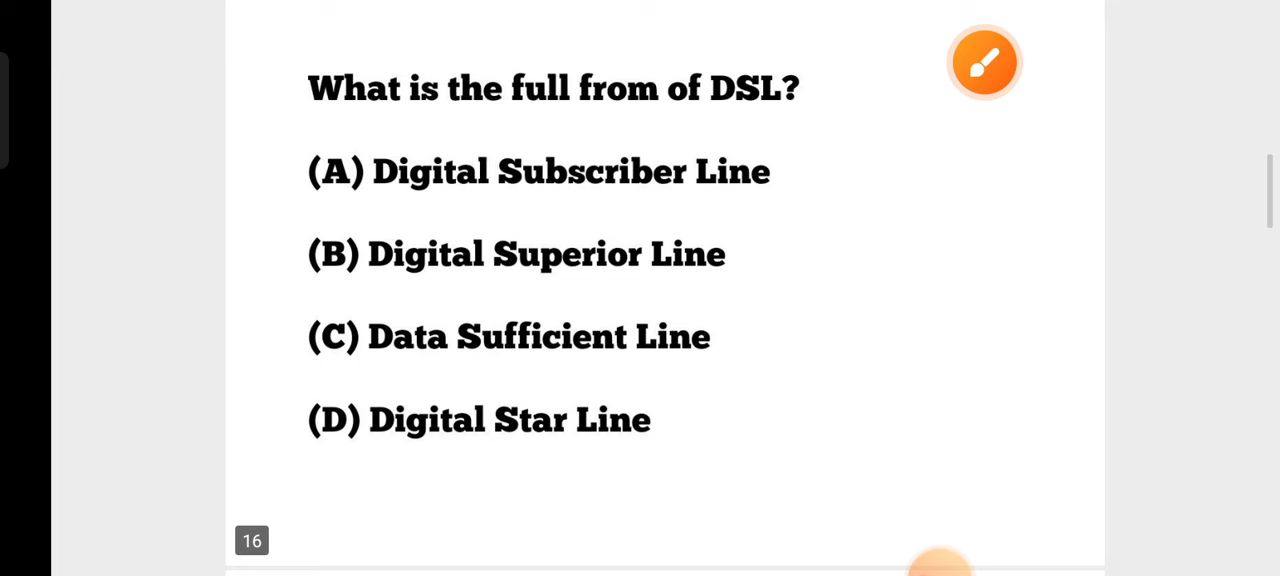 What is the full from of DSL?
(A) Digital Subscriber Line
(B) Digital Superior Line
(C) Data Sufficient Line
(D) Digital Star Line
16